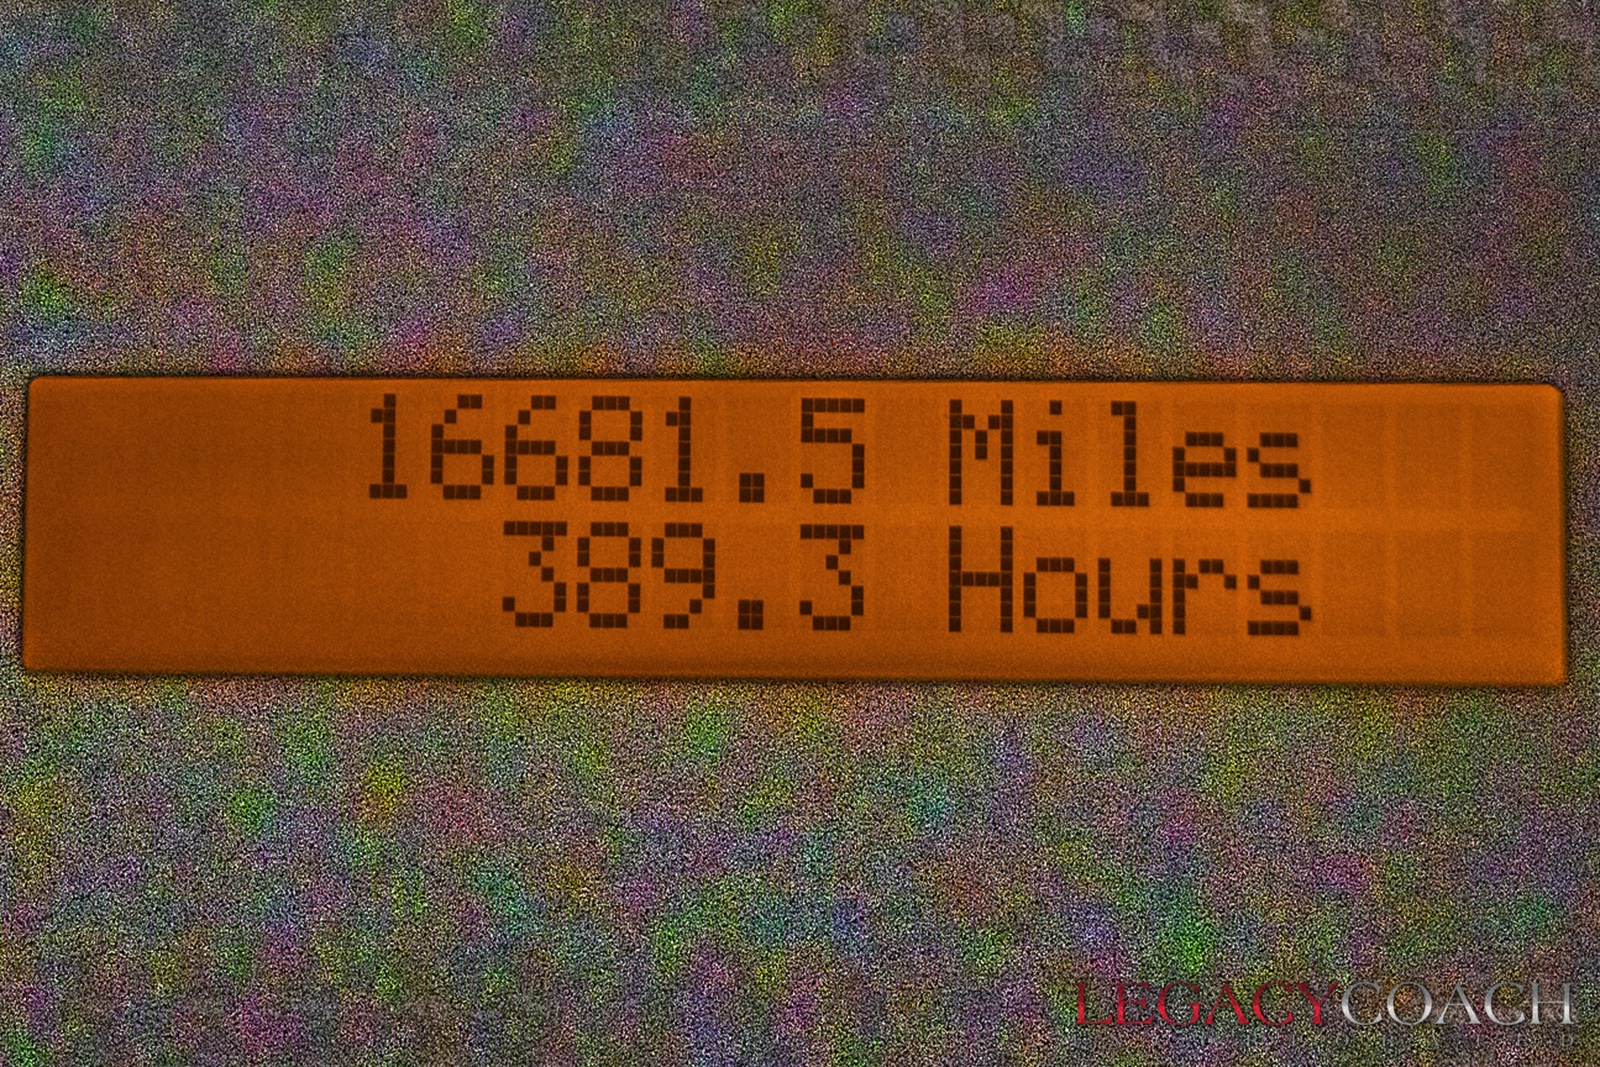 16681.5 Miles
389.3 Hours
LEGACYCOACH